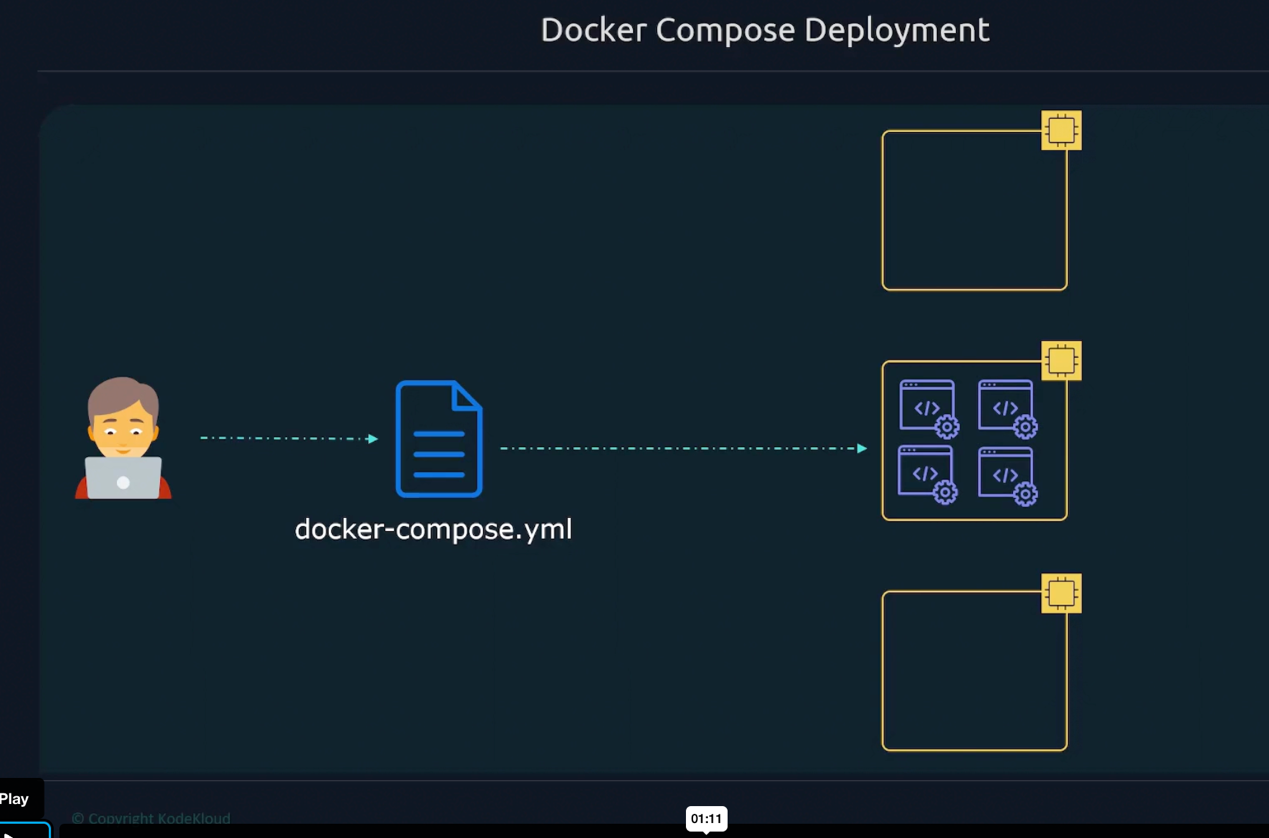 Docker Compose Deployment
</>
</>
</>
</>
docker-compose.yml
Play
© Copyright KodeKloud
01:11